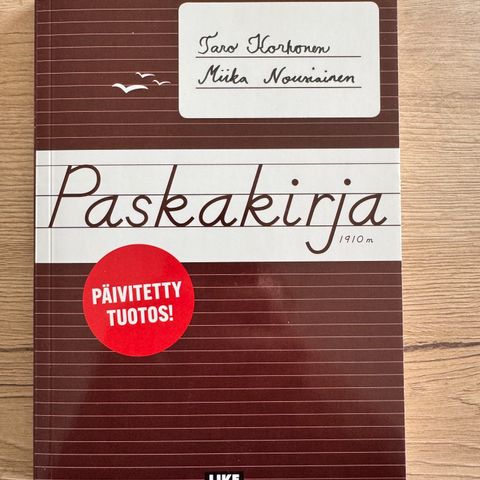 Taro Korhonen
Miika Nousiainen
Paskakirja
1910 m
PÄIVITETTY
TUOTOS!
LIKE